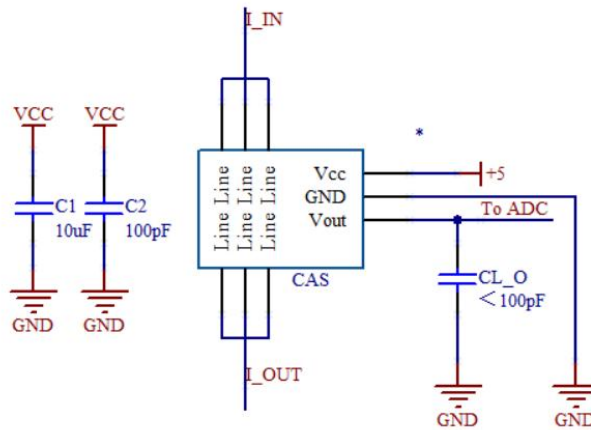 I_IN
VCC
VCC
*
C1
10uF
C2
100pF
GND
GND
Line Line
Line Line
Line Line
Vcc
GND
Vout
CAS
+5
To ADC
CL_O
<100pF
I_OUT
GND
GND